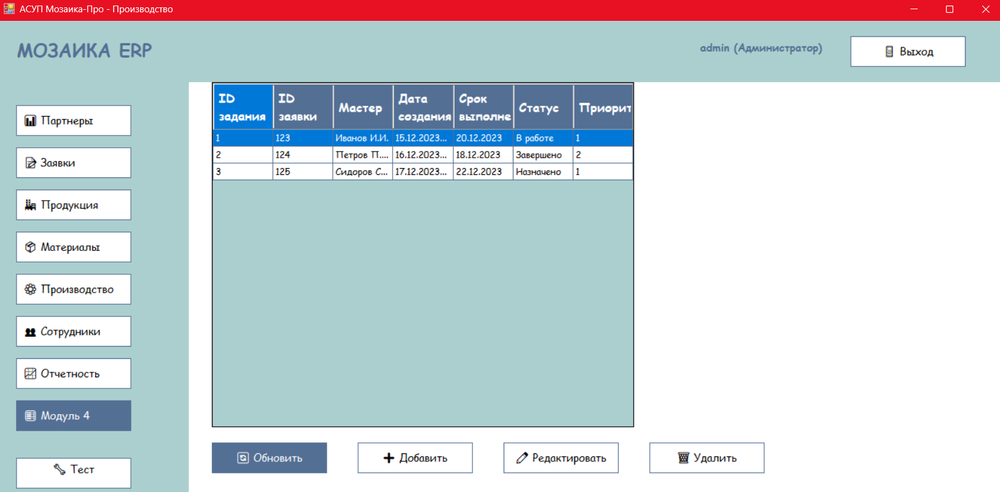 АСУП Мозаика-Про - Производство
МОЗАИКА ERP
admin (Администратор)
Выход
Партнеры
Заявки
Продукция
Материалы
Производство
Сотрудники
Отчетность
Модуль 4
Тест
ID задания ID заявки Мастер Дата создания Срок выполне Статус Приорит
1 123 Иванов И.И. 15.12.2023... 20.12.2023 В работе 1
2 124 Петров П.... 16.12.2023... 18.12.2023 Завершено 2
3 125 Сидоров С... 17.12.2023... 22.12.2023 Назначено 1
Обновить
Добавить
Редактировать
Удалить